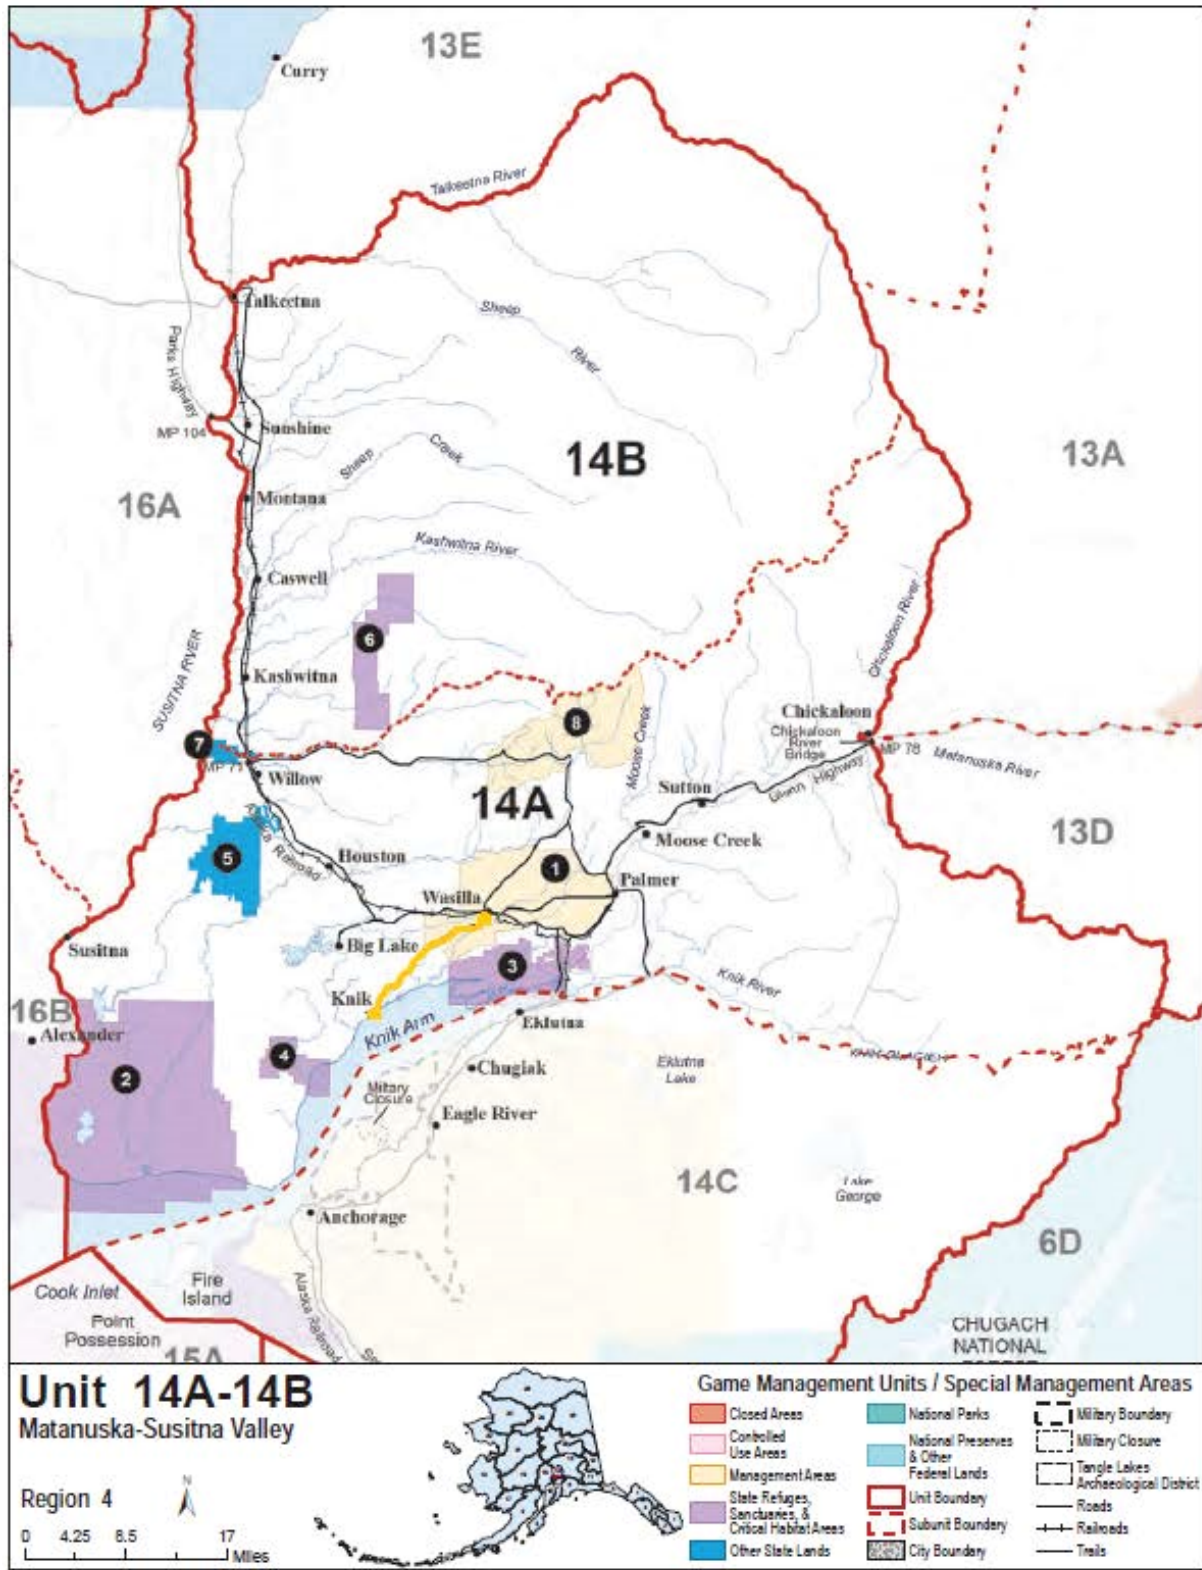 13E
Curry
Talkeetna River
Talkeetna
Sheep
River
Parks Highway
MP 104
Sunshine
Sheep
Creek
14B
13A
16A
Montana
Kashwitna River
Caswell
Chickaloon River
6
SUSITNA RIVER
Kashwitna
8
Moose Creek
Chickaloon
Chickaloon
River
Bridge
MP 78
Matanuska River
7
MP 71
Willow
14A
Sutton
Glenn Highway
Alaska Railroad
Moose Creek
13D
5
Houston
1
Palmer
Wasilla
Susitna
Big Lake
3
Knik River
16B
Knik
Knik Arm
Eklutna
Alexander
KNIK GLACIER
4
Eklutna
Lake
2
Chugiak
Military
Closure
Eagle River
14C
Lake
George
Anchorage
6D
Cook Inlet
Fire
Island
Point
Possession
Alaska Railroad
15A
CHUGACH
NATIONAL
Unit 14A-14B
Matanuska-Susitna Valley
Region 4
N
0 4.25 8.5 17
Miles
Game Management Units / Special Management Areas
Closed Areas
Controlled
Use Areas
Management Areas
State Refuges,
Sanctuaries, &
Critical Habitat Areas
Other State Lands
National Parks
National Preserves
& Other
Federal Lands
Unit Boundary
Subunit Boundary
City Boundary
Military Boundary
Military Closure
Tangle Lakes
Archaeological District
Roads
Railroads
Trails